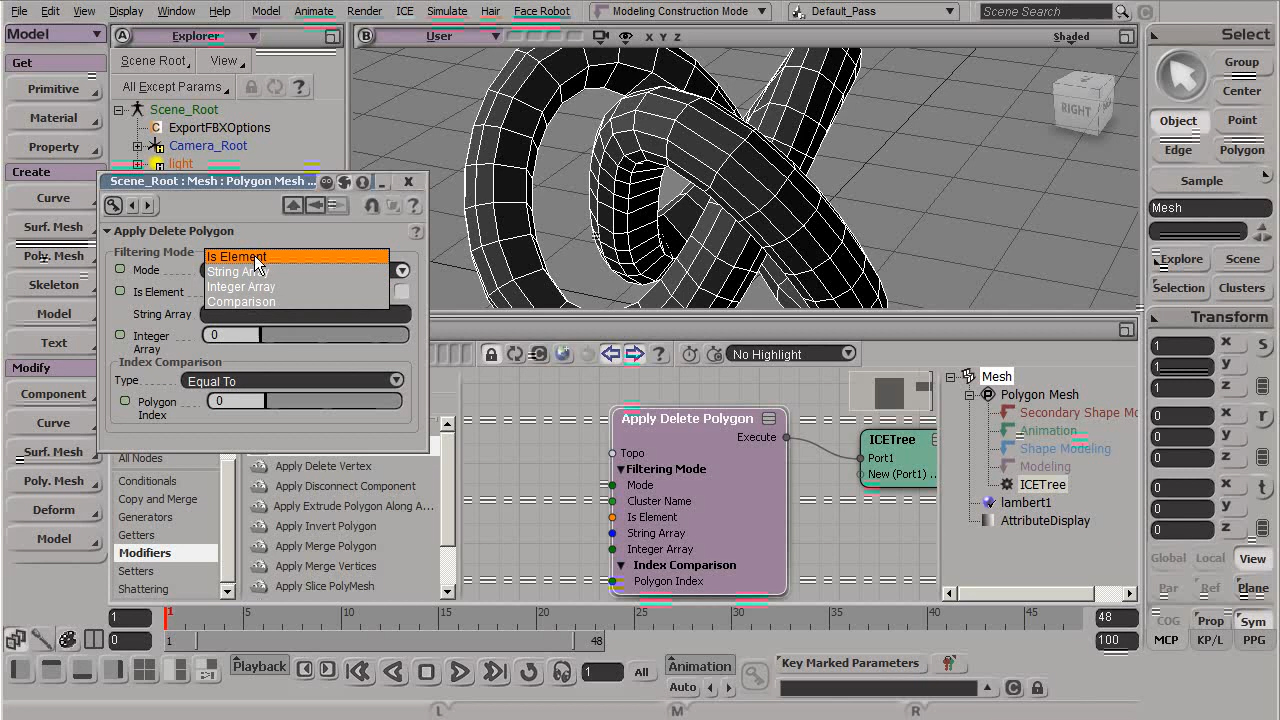 File Edit View Display Window Model Animate Render ICE Simulate Hair Face Robot Modeling Construction Mode Default_Pass Scene Search
Model
A Explorer
B User X Y Z Shaded
Select
Get
Primitive
Material
Property
Create
Curve
Surf. Mesh
Poly. Mesh
Skeleton
Model
Text
Modify
Component
Curve
Surf. Mesh
Poly. Mesh
Deform
Model
Scene Root View
All Except Params
Scene_Root
ExportFBXOptions
Camera_Root
light
RIGHT
Scene_Root : Mesh : Polygon Mesh ...
Apply Delete Polygon
Filtering Mode
Mode
Is Element
String Array
Integer Array
Comparison
Is Element
String Array
Integer Array 0
Index Comparison
Type Equal To
Polygon Index 0
No Highlight
All Nodes
Conditionals
Copy and Merge
Generators
Getters
Modifiers
Setters
Shattering
Apply Delete Vertex
Apply Disconnect Component
Apply Extrude Polygon Along A...
Apply Invert Polygon
Apply Merge Polygon
Apply Merge Vertices
Apply Slice PolyMesh
Apply Delete Polygon
Execute
Topo
Filtering Mode
Mode
Cluster Name
Is Element
String Array
Integer Array
Index Comparison
Polygon Index
ICETree
Port1
New (Port1) ...
Mesh
Polygon Mesh
Secondary Shape Mo
Animation
Shape Modeling
Modeling
ICETree
lambert1
AttributeDisplay
Group
Center
Object Point
Edge Polygon
Sample
Mesh
Explore Scene
Selection Clusters
Transform
1 x S
1 y
1 z
0 x r
0 y
0 z
0 x t
0 y
0 z
Global Local View
Par Ref Plane
COG Prop Sym
MCP KP/L PPG
1 1 5 10 15 20 25 30 35 40 45 48
0 1 48 100
Playback 1 All
Animation
Auto
Key Marked Parameters
L M R